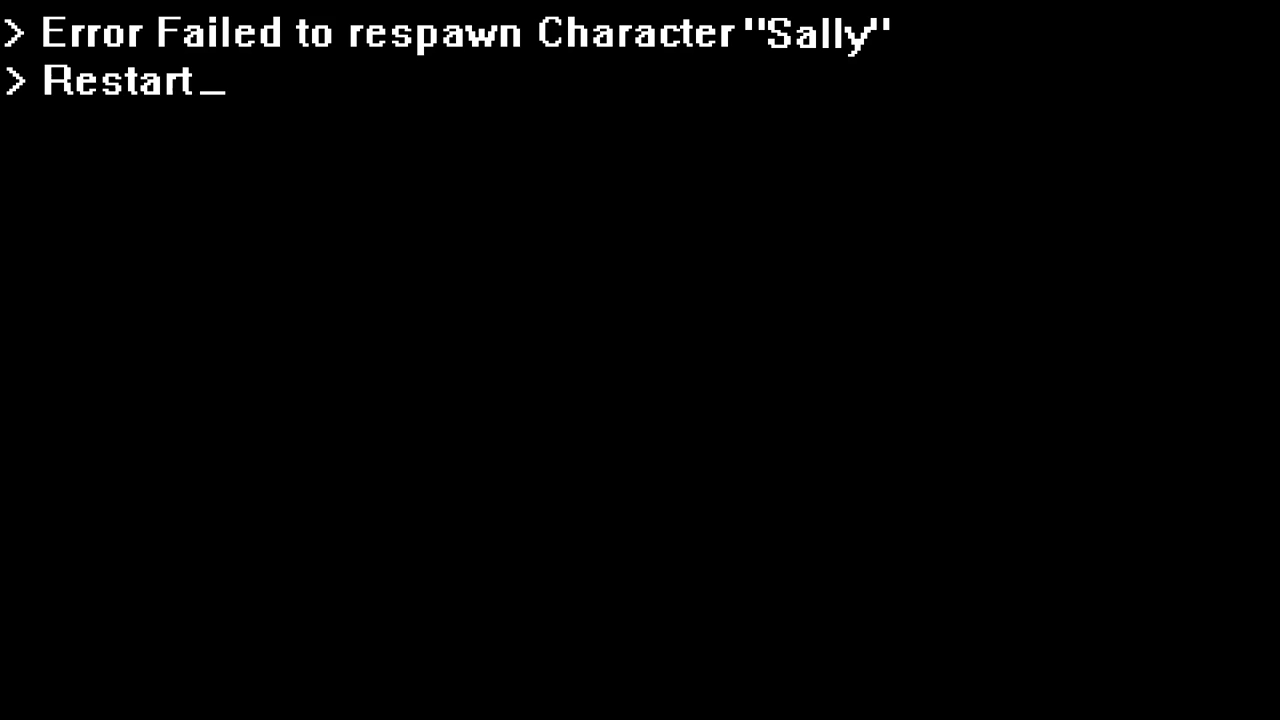 > Error Failed to respawn Character "Sally"
> Restart_